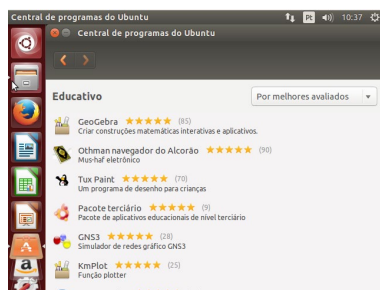 Central de programas do Ubuntu
Pt 10:37
Central de programas do Ubuntu
Educativo
Por melhores avaliados
GeoGebra (85)
Criar construções matemáticas interativas e aplicativos.
Othman navegador do Alcorão (90)
Mus-haf eletrônico
Tux Paint (70)
Um programa de desenho para crianças
Pacote terciário (9)
Pacote de aplicativos educacionais de nível terciário
GNS3 (28)
Simulador de redes gráfico GNS3
KmPlot (25)
Função plotter